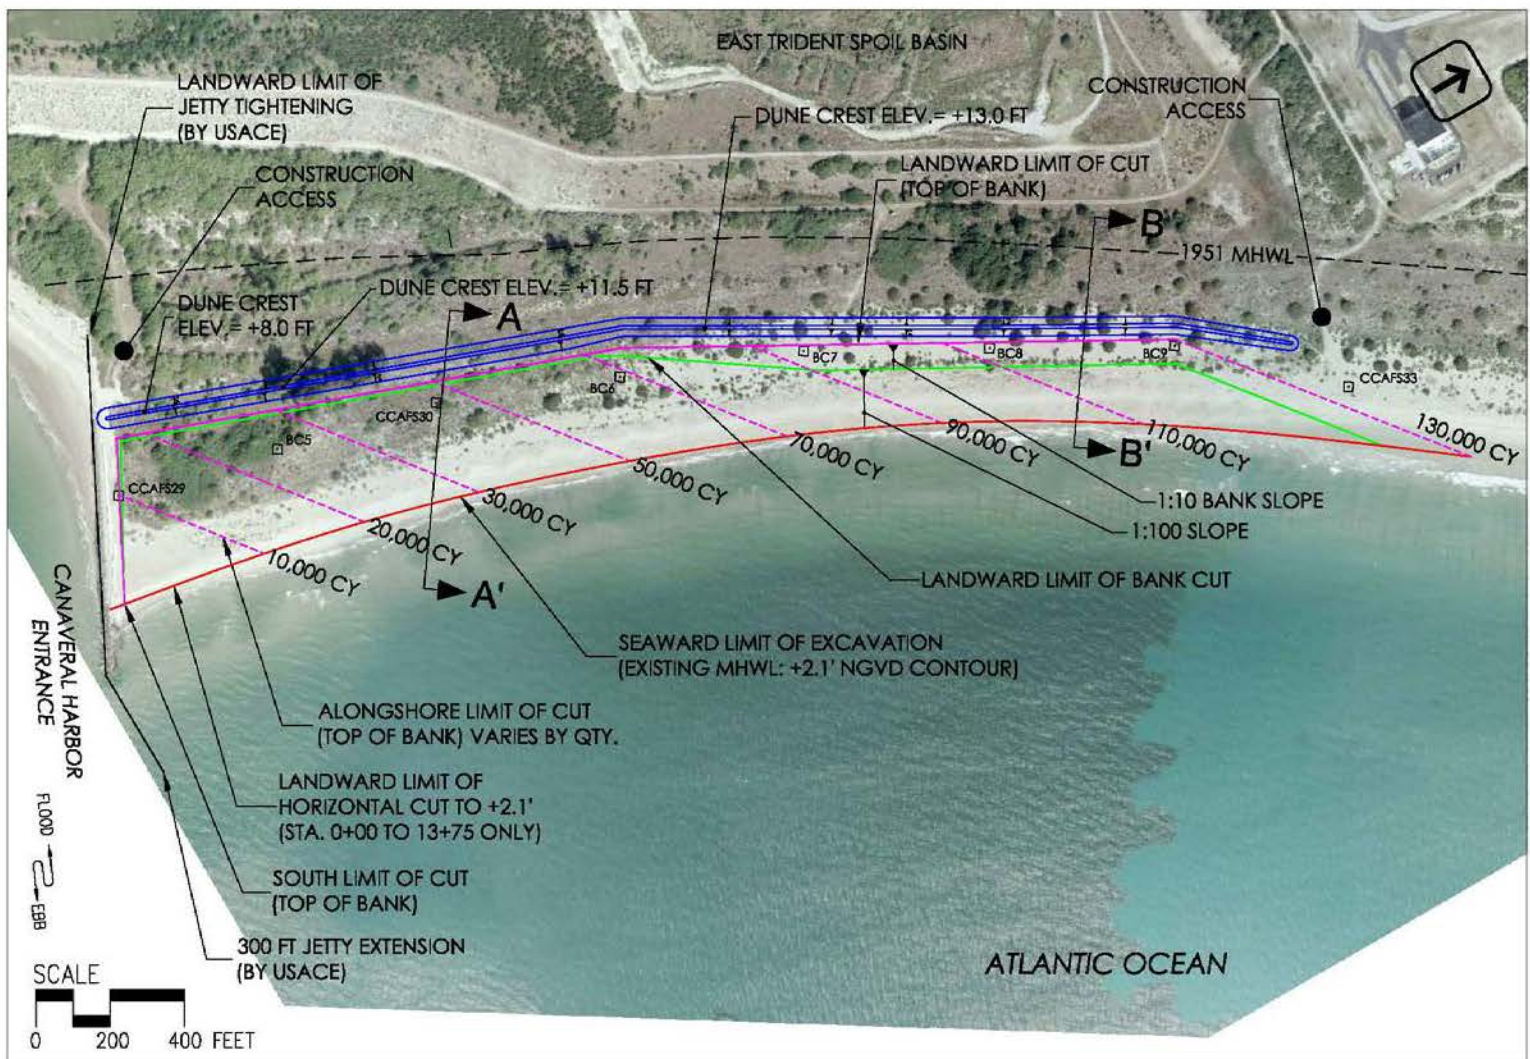 EAST TRIDENT SPOIL BASIN
LANDWARD LIMIT OF
JETTY TIGHTENING
(BY USACE)
CONSTRUCTION
ACCESS
DUNE CREST ELEV.= +13.0 FT
CONSTRUCTION
ACCESS
LANDWARD LIMIT OF CUT
(TOP OF BANK)
B
1951 MHWL
DUNE CREST
ELEV.= +8.0 FT
DUNE CREST ELEV.= +11.5 FT
A
BC7
BC8
BC9
BC6
CCAFS33
CCAFS30
BC5
CCAFS29
10,000 CY
20,000 CY
30,000 CY
50,000 CY
70,000 CY
90,000 CY
110,000 CY
130,000 CY
B'
1:10 BANK SLOPE
1:100 SLOPE
LANDWARD LIMIT OF BANK CUT
A'
SEAWARD LIMIT OF EXCAVATION
(EXISTING MHWL: +2.1' NGVD CONTOUR)
CANAVERAL HARBOR
ENTRANCE
ALONGSHORE LIMIT OF CUT
(TOP OF BANK) VARIES BY QTY.
LANDWARD LIMIT OF
HORIZONTAL CUT TO +2.1'
(STA. 0+00 TO 13+75 ONLY)
FLOOD
EBB
SOUTH LIMIT OF CUT
(TOP OF BANK)
300 FT JETTY EXTENSION
(BY USACE)
ATLANTIC OCEAN
SCALE
0 200 400 FEET